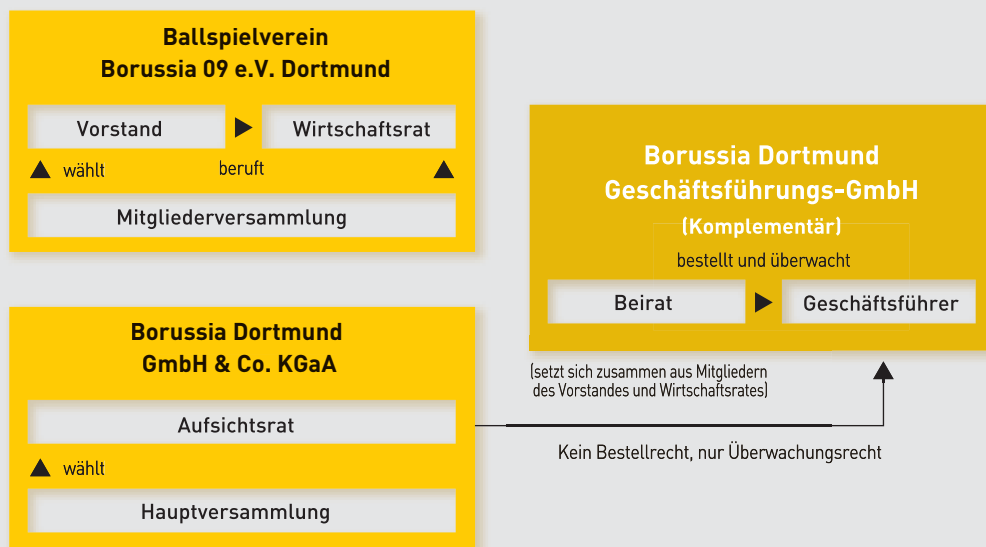 Ballspielverein
Borussia 09 e.V. Dortmund
Vorstand
Wirtschaftsrat
wählt
beruft
Mitgliederversammlung
Borussia Dortmund
GmbH & Co. KGaA
Aufsichtsrat
wählt
Hauptversammlung
Borussia Dortmund
Geschäftsführungs-GmbH
(Komplementär)
bestellt und überwacht
Beirat
Geschäftsführer
(setzt sich zusammen aus Mitgliedern
des Vorstandes und Wirtschaftsrates)
Kein Bestellrecht, nur Überwachungsrecht